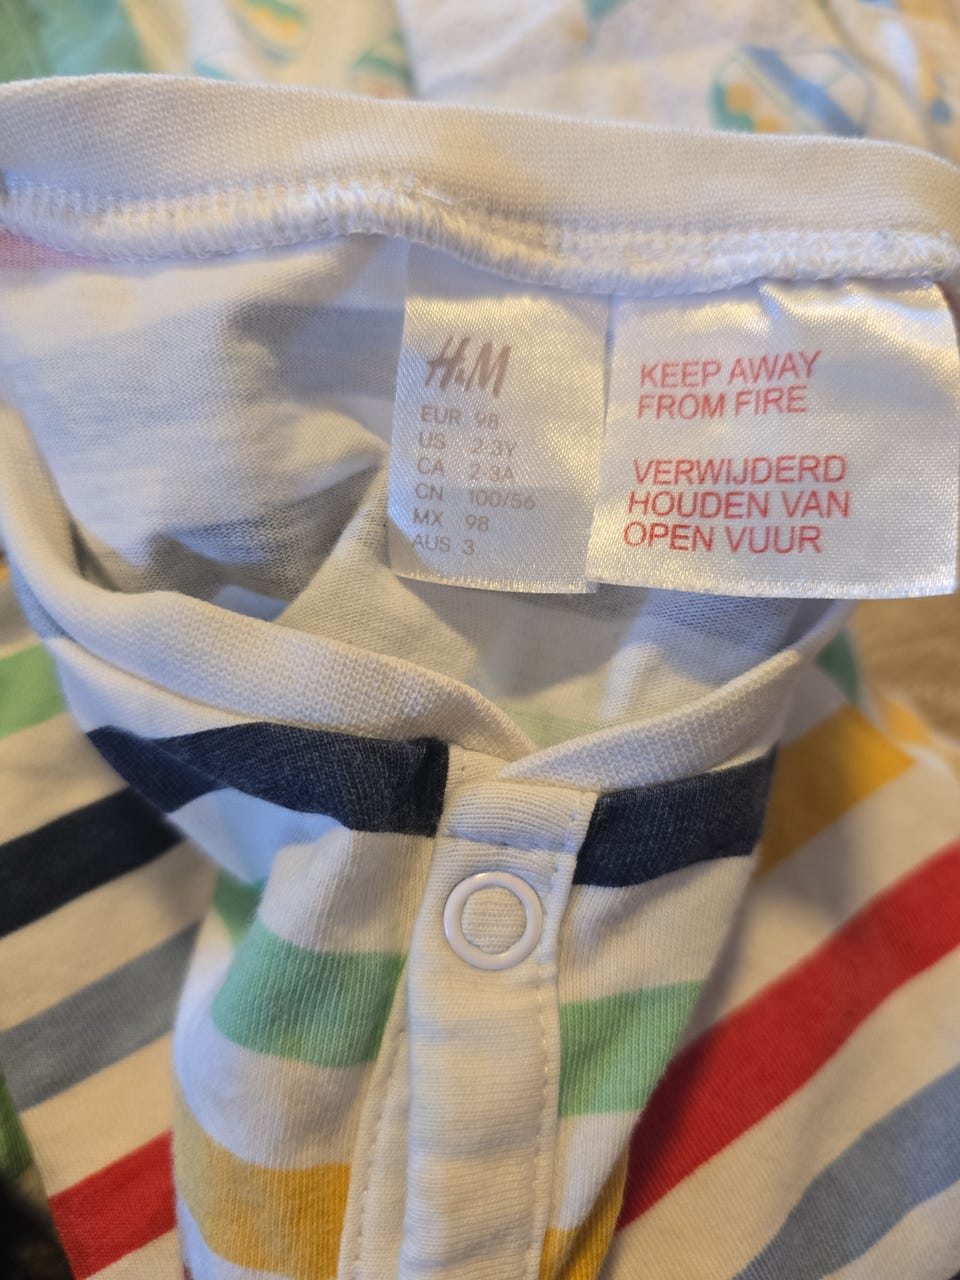 H&M
EUR 98
US 2-3Y
CA 2-3A
CN 100/56
MX 98
AUS 3
KEEP AWAY
FROM FIRE
VERWIJDERD
HOUDEN VAN
OPEN VUUR